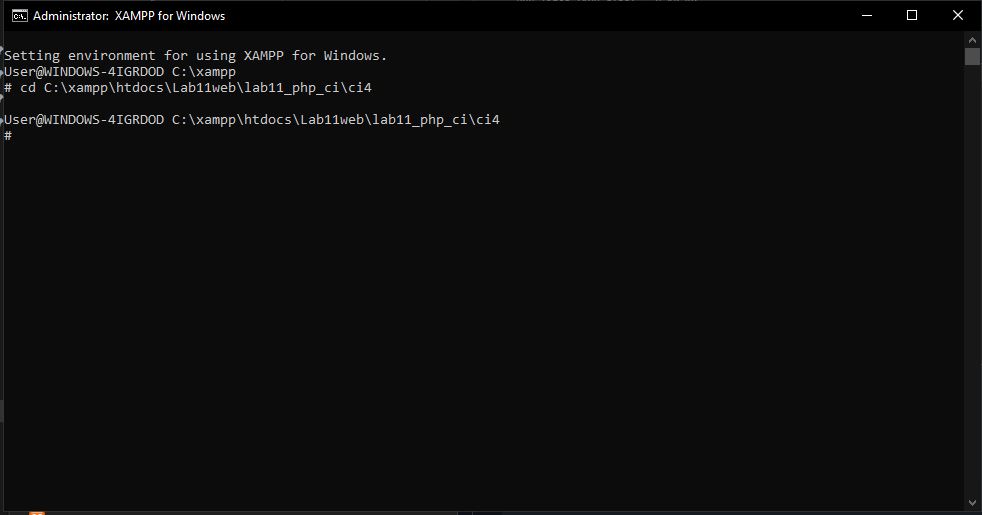 Administrator: XAMPP for Windows
Setting environment for using XAMPP for Windows.
User@WINDOWS-4IGRDOD C:\xampp
# cd C:\xampp\htdocs\Lab11web\lab11_php_ci\ci4
User@WINDOWS-4IGRDOD C:\xampp\htdocs\Lab11web\lab11_php_ci\ci4
#